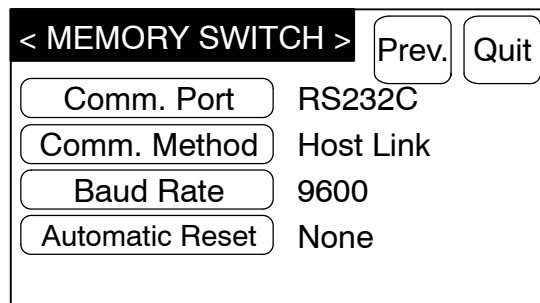 < MEMORY SWITCH > Prev. Quit
Comm. Port RS232C
Comm. Method Host Link
Baud Rate 9600
Automatic Reset None